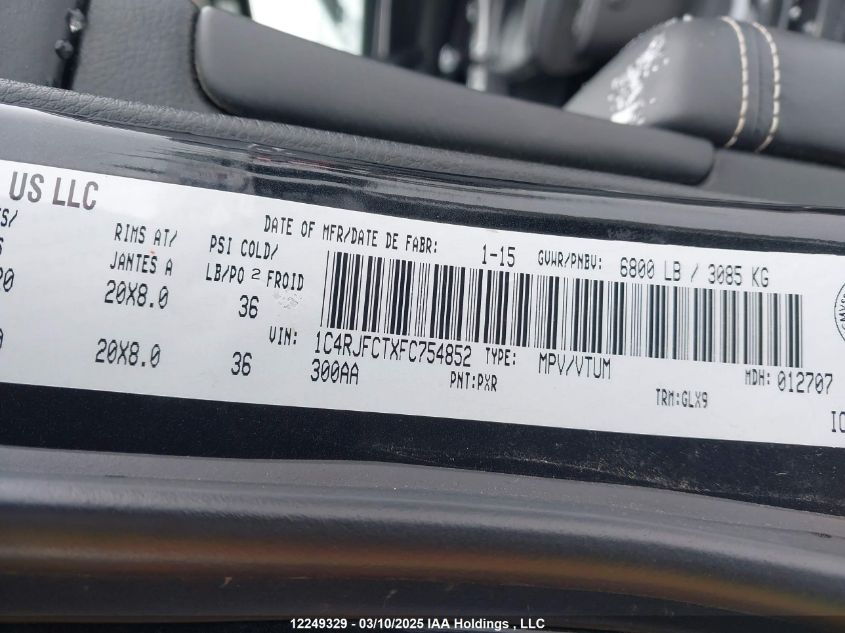 US LLC
DATE OF MFR/DATE DE FABR: 1-15 GVWR/PNBV: 6800 LB / 3085 KG
RIMS AT/
JANTES A
20X8.0
20X8.0
PSI COLD/
LB/PO 2 FROID
36
36
VIN: 1C4RJFCTXFC754852 TYPE: MPV/VTUM MDH: 012707
300AA PNT:PXR TRM:GLX9
12249329 - 03/10/2025 IAA Holdings , LLC